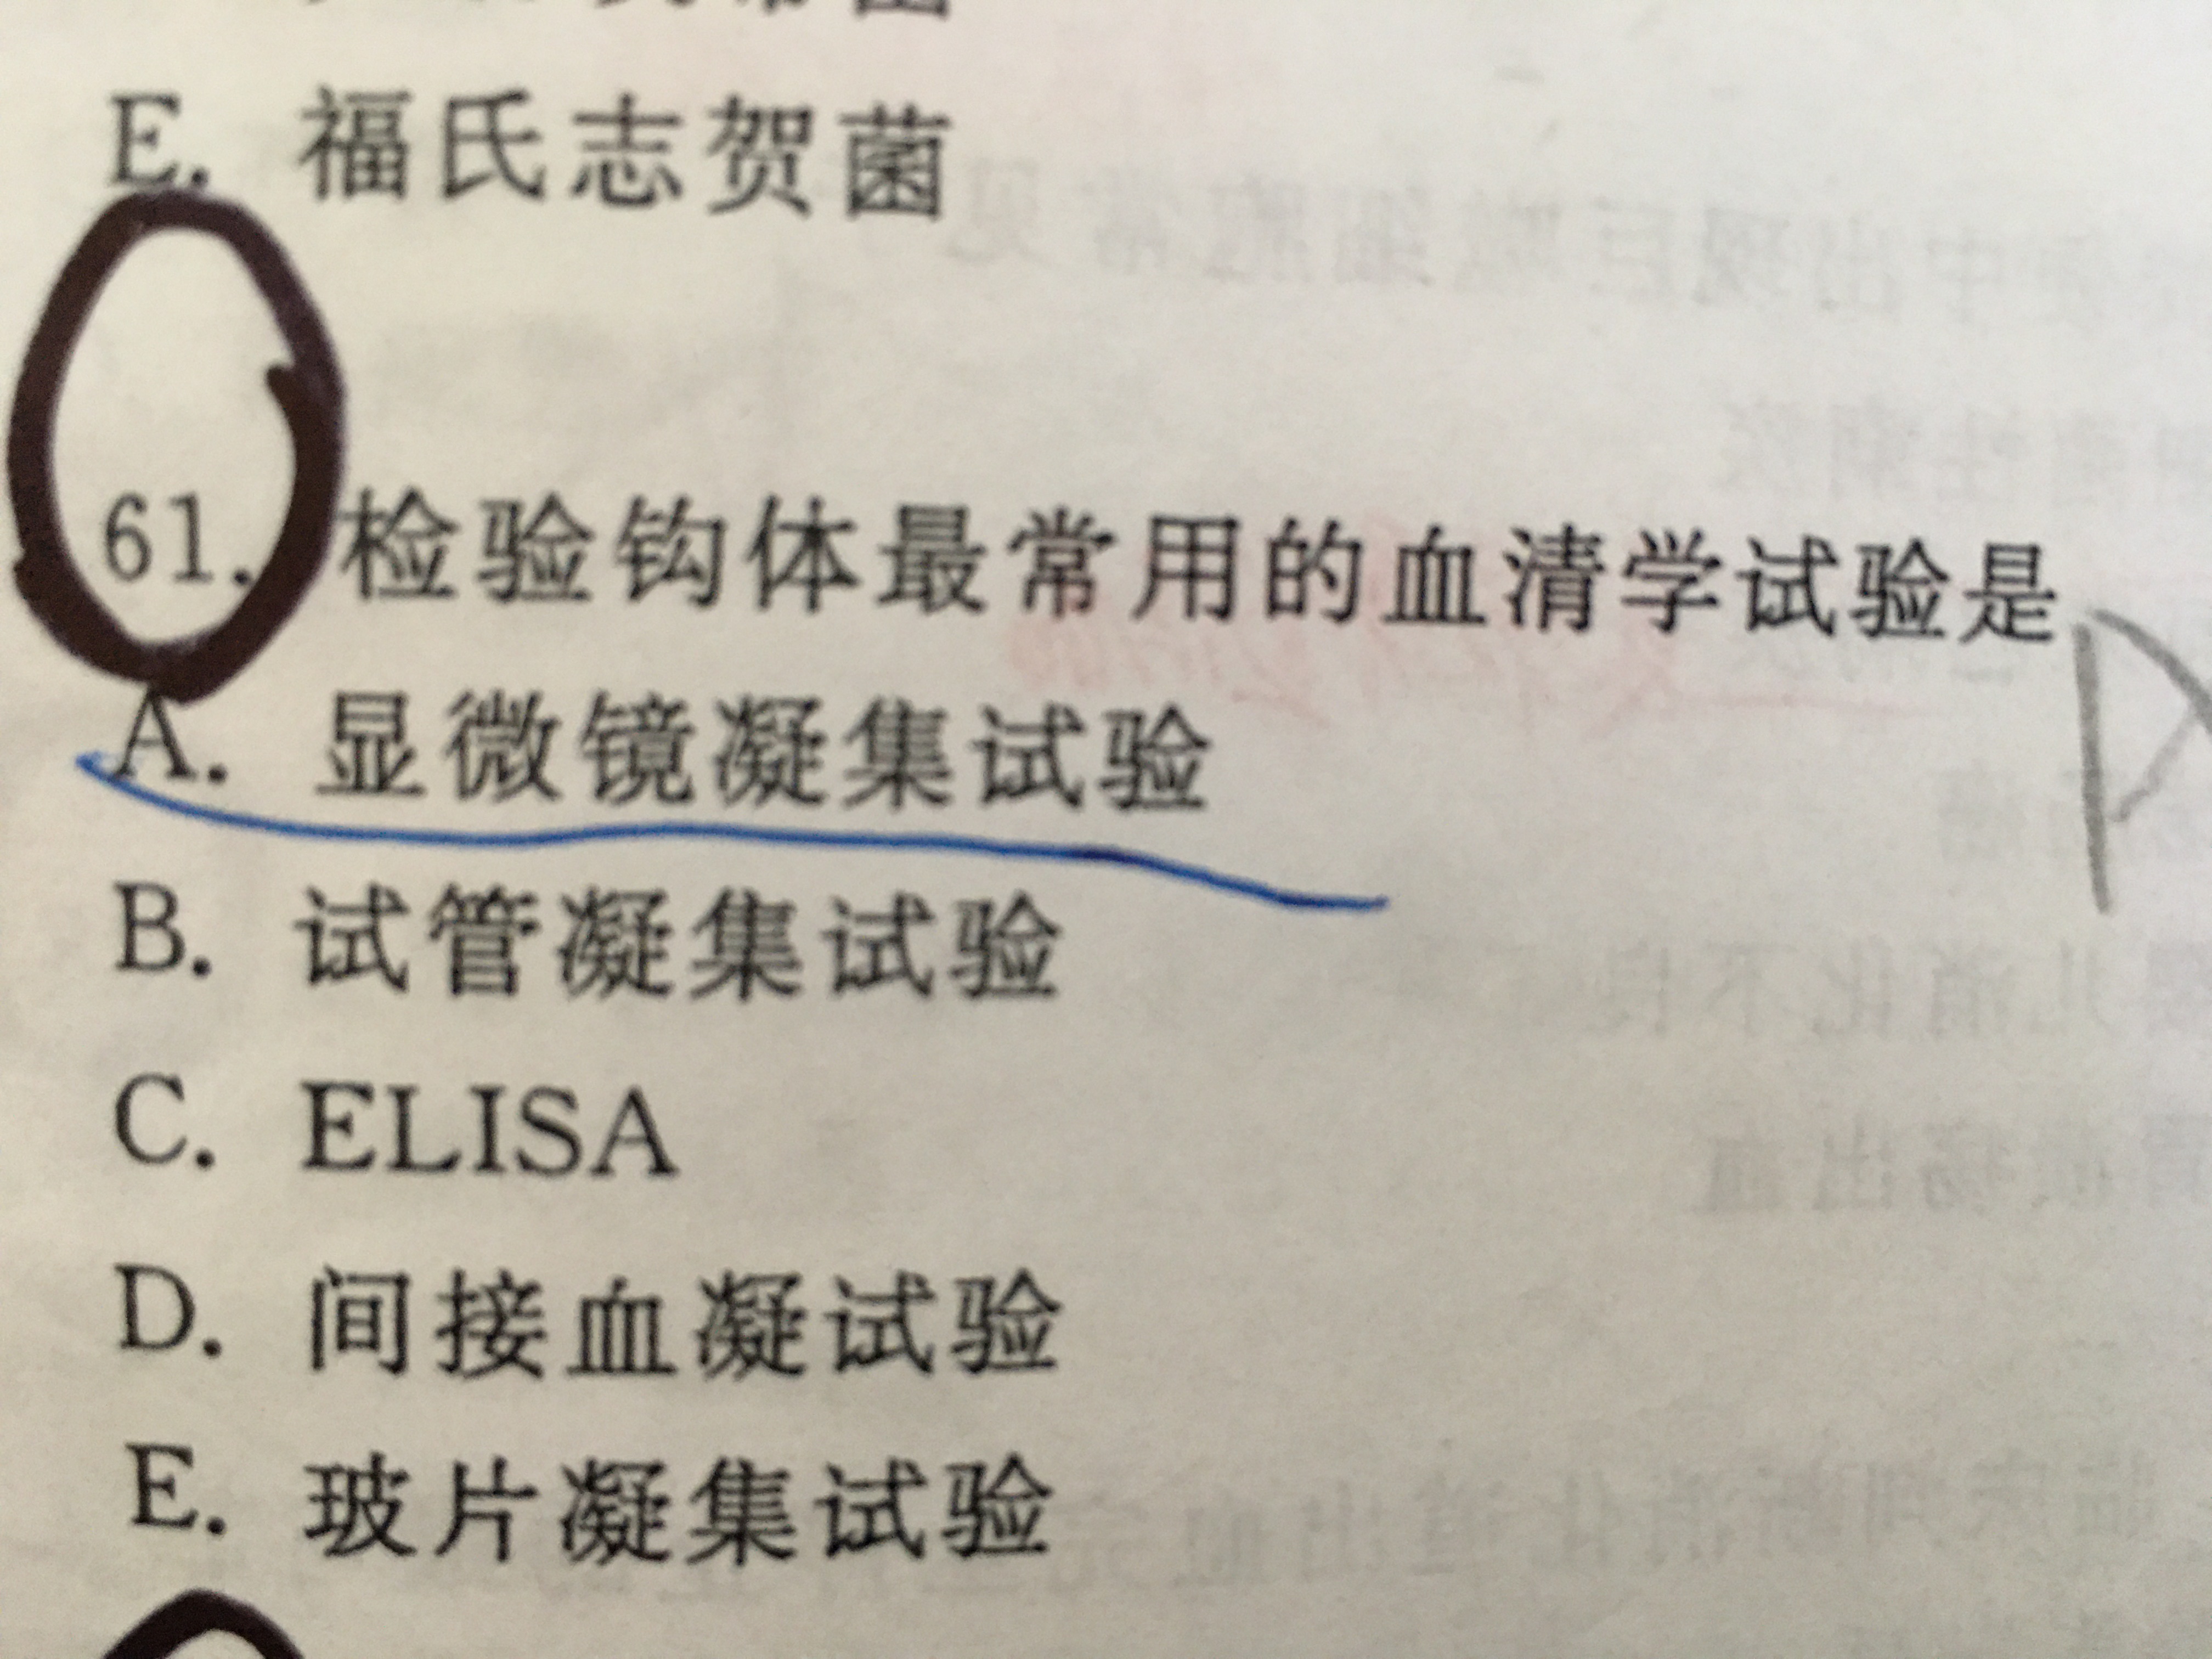 E. 福氏志贺菌
61. 检验钩体最常用的血清学试验是
A. 显微镜凝集试验
B. 试管凝集试验
C. ELISA
D. 间接血凝试验
E. 玻片凝集试验
A